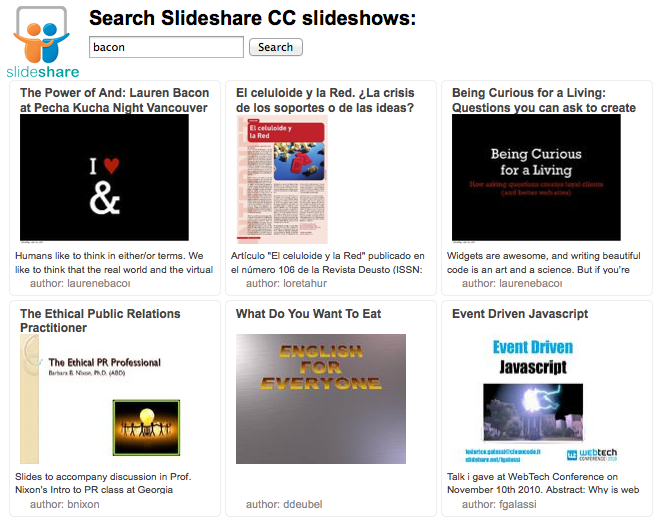 Search Slideshare CC slideshows:
bacon
Search
slideshare
The Power of And: Lauren Bacon
at Pecha Kucha Night Vancouver
I ♥
&
Humans like to think in either/or terms. We
like to think that the real world and the virtual
author: laurenebacon
El celuloide y la Red. ¿La crisis
de los soportes o de las ideas?
El celuloide y
la Red
Artículo "El celuloide y la Red" publicado en
el número 106 de la Revista Deusto (ISSN:
author: loretahur
Being Curious for a Living:
Questions you can ask to create
Being Curious
for a Living
How asking questions creates loyal clients
(and better web sites)
Widgets are awesome, and writing beautiful
code is an art and a science. But if you're
author: laurenebacon
The Ethical Public Relations
Practitioner
The Ethical PR Professional
Barbara B. Nixon, Ph.D. (ABD)
Slides to accompany discussion in Prof.
Nixon's Intro to PR class at Georgia
author: bnixon
What Do You Want To Eat
ENGLISH
FOR
EVERYONE
author: ddeubel
Event Driven Javascript
Event Driven
Javascript
federico.galassi@cleancode.it
slideshare.net/fgalassi
webtech
CONFERENCE 2010
Talk i gave at WebTech Conference on
November 10th 2010. Abstract: Why is web
author: fgalassi